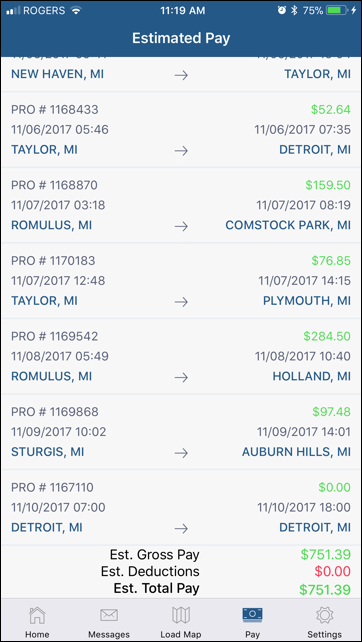 ROGERS 11:19 AM 75%
Estimated Pay
NEW HAVEN, MI → TAYLOR, MI
PRO # 1168433 $52.64
11/06/2017 05:46 11/06/2017 07:35
TAYLOR, MI → DETROIT, MI
PRO # 1168870 $159.50
11/07/2017 03:18 11/07/2017 08:19
ROMULUS, MI → COMSTOCK PARK, MI
PRO # 1170183 $76.85
11/07/2017 12:48 11/07/2017 14:15
TAYLOR, MI → PLYMOUTH, MI
PRO # 1169542 $284.50
11/08/2017 05:49 11/08/2017 10:40
ROMULUS, MI → HOLLAND, MI
PRO # 1169868 $97.48
11/09/2017 10:02 11/09/2017 14:01
STURGIS, MI → AUBURN HILLS, MI
PRO # 1167110 $0.00
11/10/2017 07:00 11/10/2017 18:00
DETROIT, MI → DETROIT, MI
Est. Gross Pay $751.39
Est. Deductions $0.00
Est. Total Pay $751.39
Home Messages Load Map Pay Settings